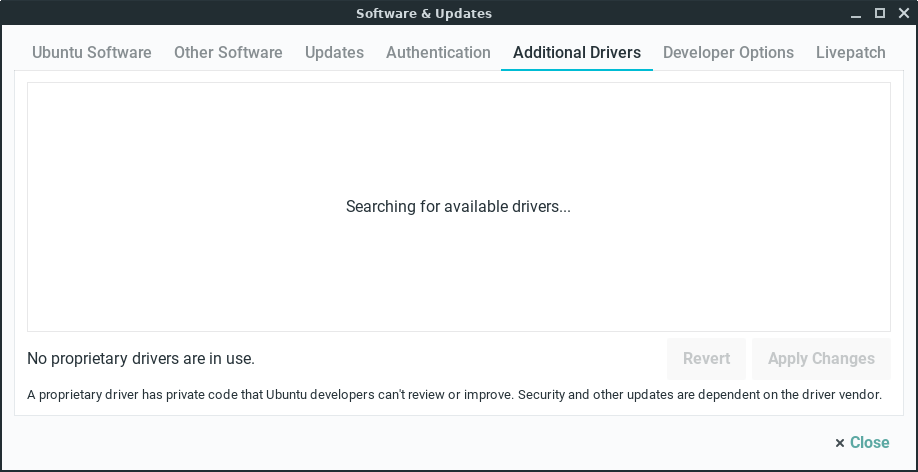 Software & Updates
Ubuntu Software Other Software Updates Authentication Additional Drivers Developer Options Livepatch
Searching for available drivers...
No proprietary drivers are in use.
Revert Apply Changes
A proprietary driver has private code that Ubuntu developers can't review or improve. Security and other updates are dependent on the driver vendor.
Close